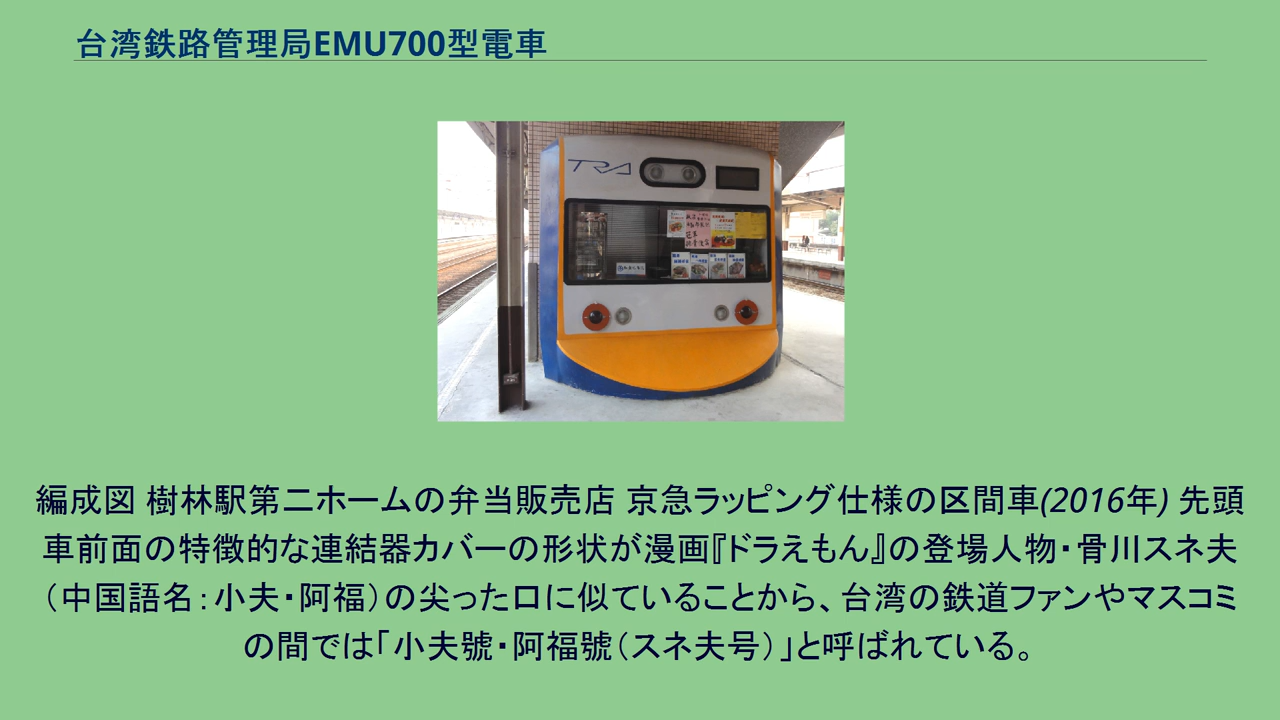 台湾鉄路管理局EMU700型電車
TRA
編成図 樹林駅第二ホームの弁当販売店 京急ラッピング仕様の区間車(2016年) 先頭
車前面の特徴的な連結器カバーの形状が漫画『ドラえもん』の登場人物・骨川スネ夫
（中国語名：小夫・阿福）の尖った口に似ていることから、台湾の鉄道ファンやマスコミ
の間では「小夫號・阿福號（スネ夫号）」と呼ばれている。